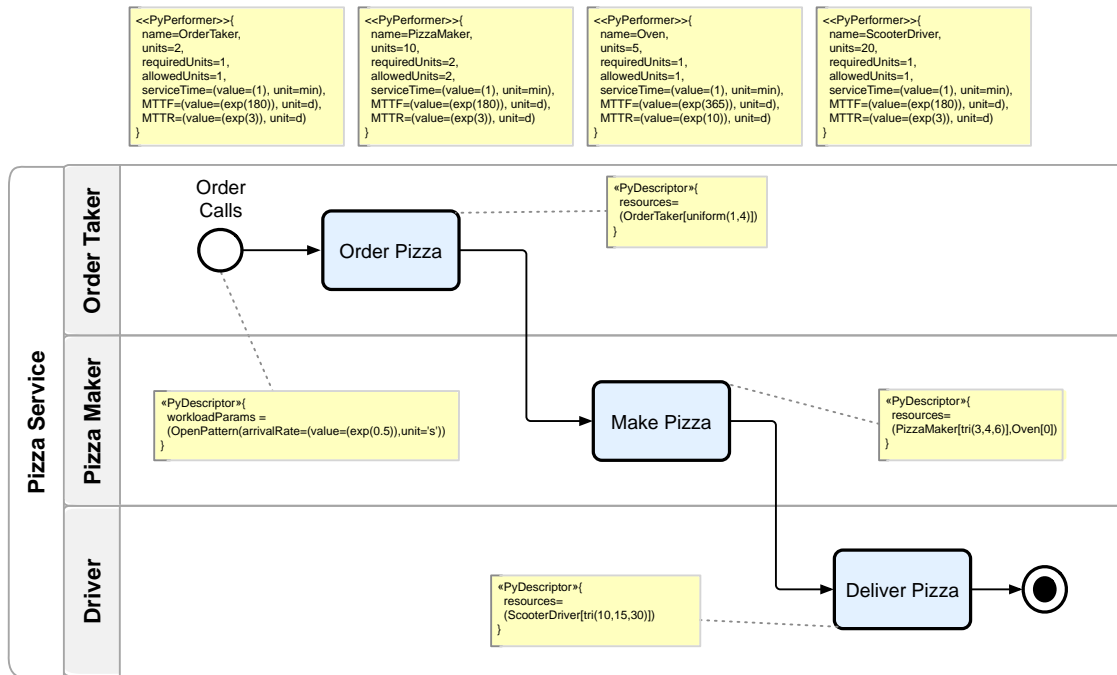 <<PyPerformer>>{
name=OrderTaker,
units=2,
requiredUnits=1,
allowedUnits=1,
serviceTime=(value=(1), unit=min),
MTTF=(value=(exp(180)), unit=d),
MTTR=(value=(exp(3)), unit=d)
}
<<PyPerformer>>{
name=PizzaMaker,
units=10,
requiredUnits=2,
allowedUnits=2,
serviceTime=(value=(1), unit=min),
MTTF=(value=(exp(180)), unit=d),
MTTR=(value=(exp(3)), unit=d)
}
<<PyPerformer>>{
name=Oven,
units=5,
requiredUnits=1,
allowedUnits=1,
serviceTime=(value=(1), unit=min),
MTTF=(value=(exp(365)), unit=d),
MTTR=(value=(exp(10)), unit=d)
}
<<PyPerformer>>{
name=ScooterDriver,
units=20,
requiredUnits=1,
allowedUnits=1,
serviceTime=(value=(1), unit=min),
MTTF=(value=(exp(180)), unit=d),
MTTR=(value=(exp(3)), unit=d)
}
Pizza Service
Order Taker
Order
Calls
Order Pizza
«PyDescriptor»{
resources=
(OrderTaker[uniform(1,4)])
}
Pizza Maker
«PyDescriptor»{
workloadParams =
(OpenPattern(arrivalRate=(value=(exp(0.5)),unit='s'))
}
Make Pizza
«PyDescriptor»{
resources=
(PizzaMaker[tri(3,4,6)],Oven[0])
}
Driver
«PyDescriptor»{
resources=
(ScooterDriver[tri(10,15,30)])
}
Deliver Pizza